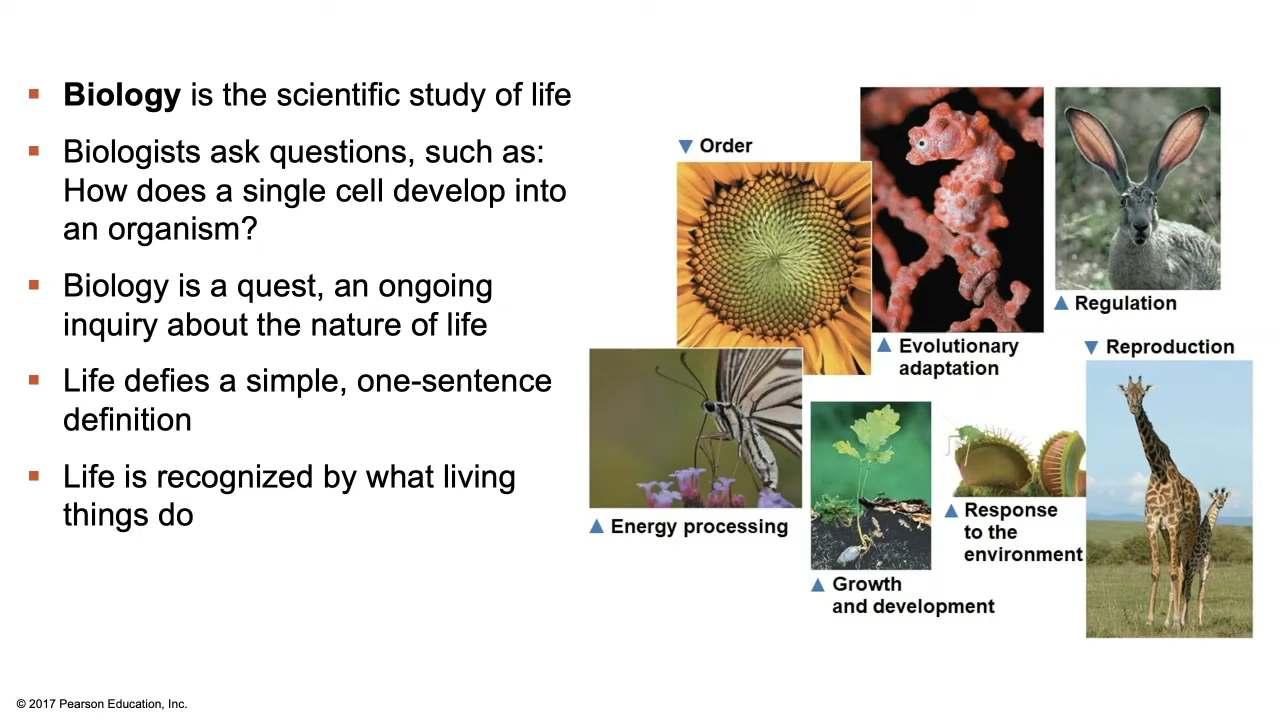 Biology is the scientific study of life
Biologists ask questions, such as:
How does a single cell develop into
an organism?
Biology is a quest, an ongoing
inquiry about the nature of life
Life defies a simple, one-sentence
definition
Life is recognized by what living
things do
Order
Evolutionary
adaptation
Regulation
Reproduction
Energy processing
Growth
and development
Response
to the
environment
© 2017 Pearson Education, Inc.